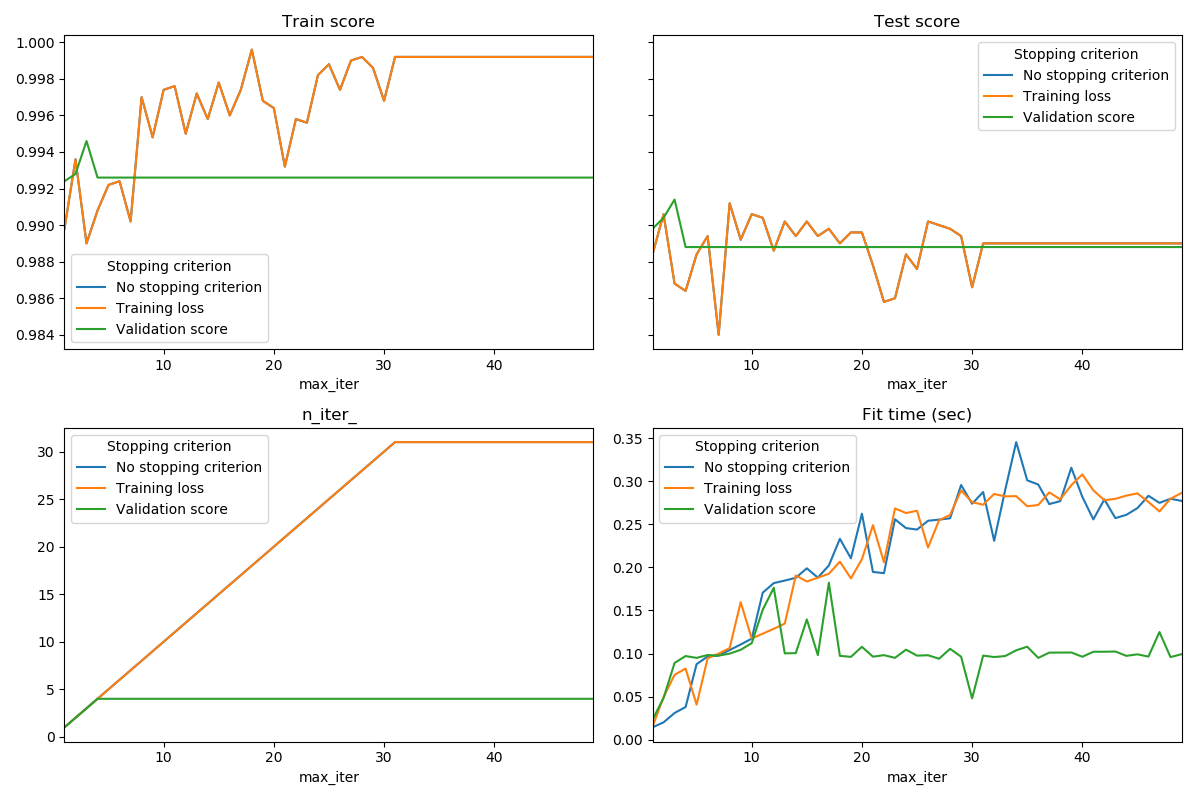 Train score
1.000
0.998
0.996
0.994
0.992
0.990
0.988
0.986
0.984
Stopping criterion
No stopping criterion
Training loss
Validation score
10 20 30 40
max_iter
Test score
Stopping criterion
No stopping criterion
Training loss
Validation score
10 20 30 40
max_iter
n_iter_
30
25
20
15
10
5
0
Stopping criterion
No stopping criterion
Training loss
Validation score
10 20 30 40
max_iter
Fit time (sec)
0.35
0.30
0.25
0.20
0.15
0.10
0.05
0.00
Stopping criterion
No stopping criterion
Training loss
Validation score
10 20 30 40
max_iter